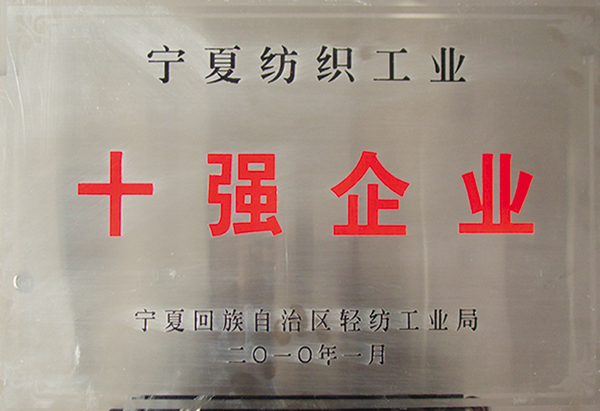 宁夏纺织工业
十强企业
宁夏回族自治区轻纺工业局
二〇一〇年一月